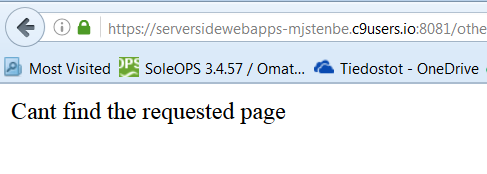 https://serversidewebapps-mjstenbe.c9users.io:8081/othe
Most Visited SoleOPS 3.4.57 / Omat... Tiedostot - OneDrive
Cant find the requested page